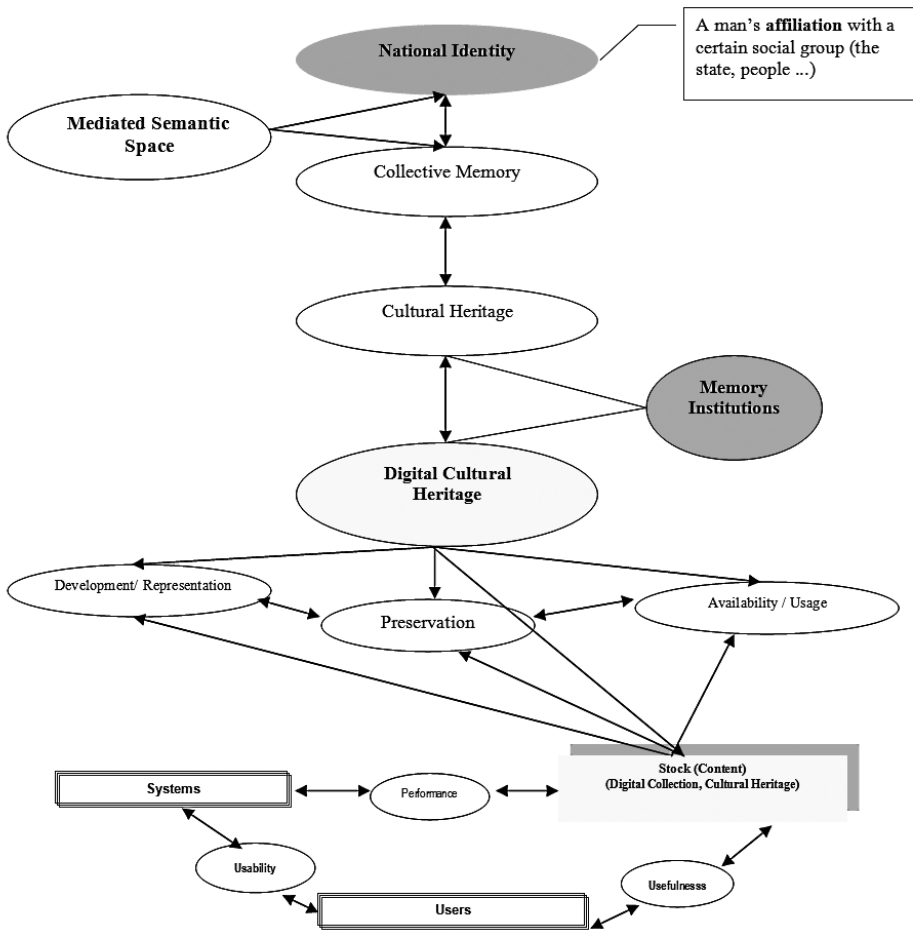 National Identity
A man's affiliation with a
certain social group (the
state, people ...)
Mediated Semantic
Space
Collective Memory
Cultural Heritage
Memory
Institutions
Digital Cultural
Heritage
Development/ Representation
Preservation
Availability / Usage
Stock (Content)
(Digital Collection, Cultural Heritage)
Systems
Performance
Usability
Usefulnesss
Users